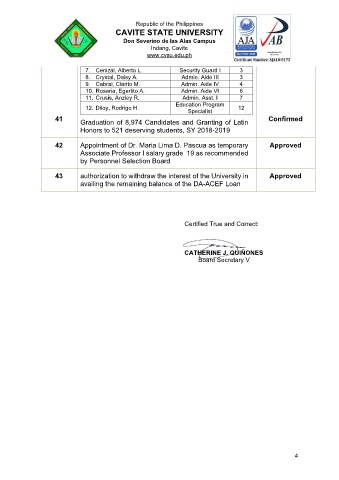 Republic of the Philippines
CAVITE STATE UNIVERSITY
Don Severino de las Alas Campus
Indang, Cavite
www.cvsu.edu.ph
AJA
AB
Certificate Number: AJA19-0173
7. Cenizal, Alberto L. Security Guard I 3
8. Crystal, Daisy A. Admin. Aide III 3
9. Cabral, Clarito M. Admin. Aide IV 4
10. Rosaria, Egerlito A. Admin. Aide VI 6
11. Crusis, Anzley R. Admin. Asst. I 7
12. Diloy, Rodrigo H. Education Program Specialist 12
41 Graduation of 8,974 Candidates and Granting of Latin Confirmed
Honors to 521 deserving students, SY 2018-2019
42 Appointment of Dr. Maria Lima D. Pascua as temporary Approved
Associate Professor I salary grade 19 as recommended
by Personnel Selection Board
43 authorization to withdraw the interest of the University in Approved
availing the remaining balance of the DA-ACEF Loan
Certified True and Correct:
CATHERINE J. QUIÑONES
Board Secretary V
4